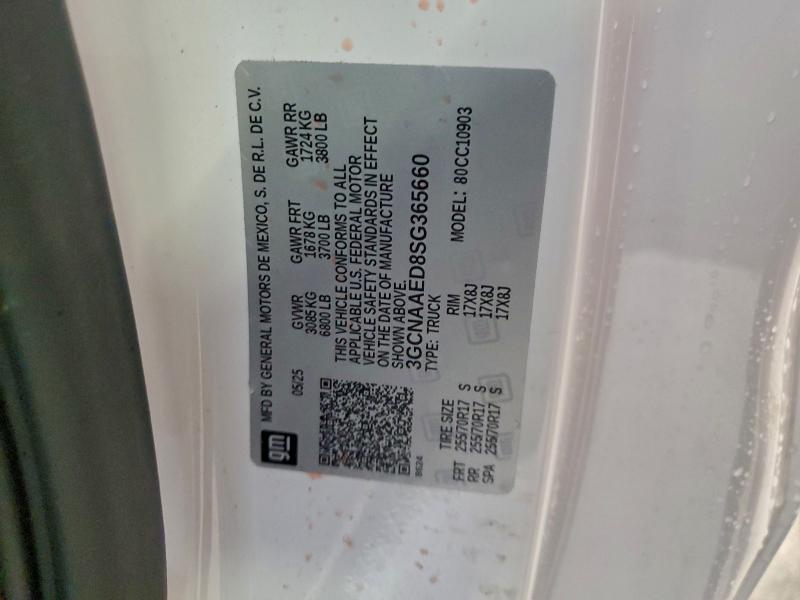 gm
MFD BY GENERAL MOTORS DE MEXICO, S. DE R.L. DE C.V.
05/25 GVWR GAWR FRT GAWR RR
3085 KG 1678 KG 1724 KG
6800 LB 3700 LB 3800 LB
THIS VEHICLE CONFORMS TO ALL
APPLICABLE U.S. FEDERAL MOTOR
VEHICLE SAFETY STANDARDS IN EFFECT
ON THE DATE OF MANUFACTURE
SHOWN ABOVE.
3GCNAAED8SG365660
TYPE: TRUCK MODEL: 80CC10903
TIRE SIZE RIM
FRT 255/70R17 S 17X8J
RR 255/70R17 S 17X8J
SPA 255/70R17 S 17X8J